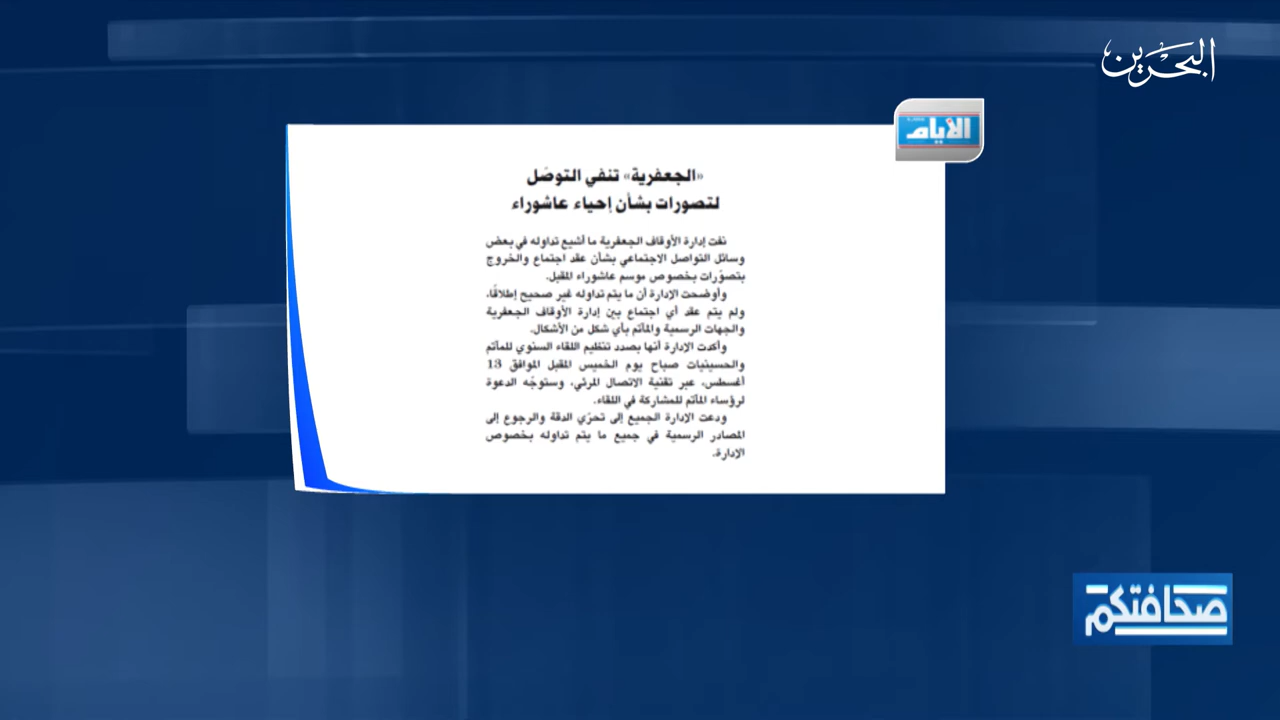 البحرين
الأيام
«الجعفرية» تنفي التوصّل
لتصورات بشأن إحياء عاشوراء
نفت إدارة الأوقاف الجعفرية ما أشيع تداوله في بعض
وسائل التواصل الاجتماعي بشأن عقد اجتماع والخروج
بتصوّرات بخصوص موسم عاشوراء المقبل.
وأوضحت الإدارة أن ما يتم تداوله غير صحيح إطلاقًا،
ولم يتم عقد أي اجتماع بين إدارة الأوقاف الجعفرية
والجهات الرسمية والمآتم بأي شكل من الأشكال.
وأكدت الإدارة أنها بصدد تنظيم اللقاء السنوي للمآتم
والحسينيات صباح يوم الخميس المقبل الموافق 13
أغسطس، عبر تقنية الاتصال المرئي، وستوجّه الدعوة
لرؤساء المآتم للمشاركة في اللقاء.
ودعت الإدارة الجميع إلى تحرّي الدقة والرجوع إلى
المصادر الرسمية في جميع ما يتم تداوله بخصوص
الإدارة.
صحافتكم